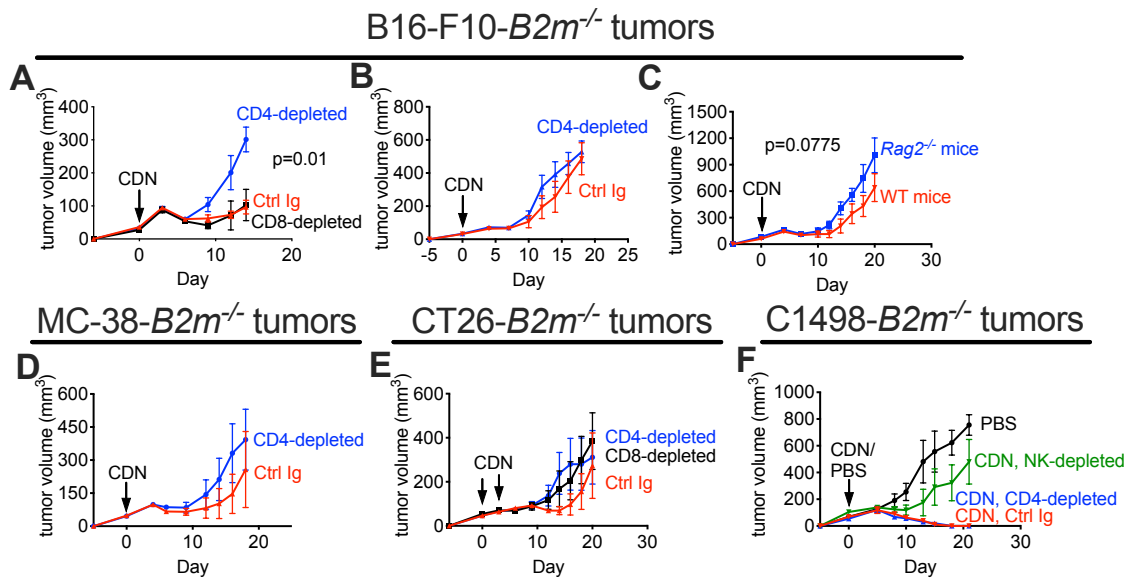 B16-F10-B2m-/- tumors
A
tumor volume (mm3)
400
300
200
100
0
CDN
CD4-depleted
p=0.01
Ctrl Ig
CD8-depleted
0
10
20
Day
B
tumor volume (mm3)
800
600
400
200
0
CDN
CD4-depleted
Ctrl Ig
-5
0
5
10
15
20
25
Day
C
tumor volume (mm3)
1500
1200
900
600
300
0
p=0.0775
CDN
Rag2-/- mice
WT mice
0
10
20
30
Day
MC-38-B2m-/- tumors
D
tumor volume (mm3)
600
450
300
150
0
CDN
CD4-depleted
Ctrl Ig
0
10
20
30
Day
CT26-B2m-/- tumors
E
tumor volume (mm3)
600
400
200
0
CDN
CD4-depleted
CD8-depleted
Ctrl Ig
0
10
20
30
Day
C1498-B2m-/- tumors
F
tumor volume (mm3)
1000
800
600
400
200
0
CDN/
PBS
PBS
CDN, NK-depleted
CDN, CD4-depleted
CDN, Ctrl Ig
0
10
20
30
Day